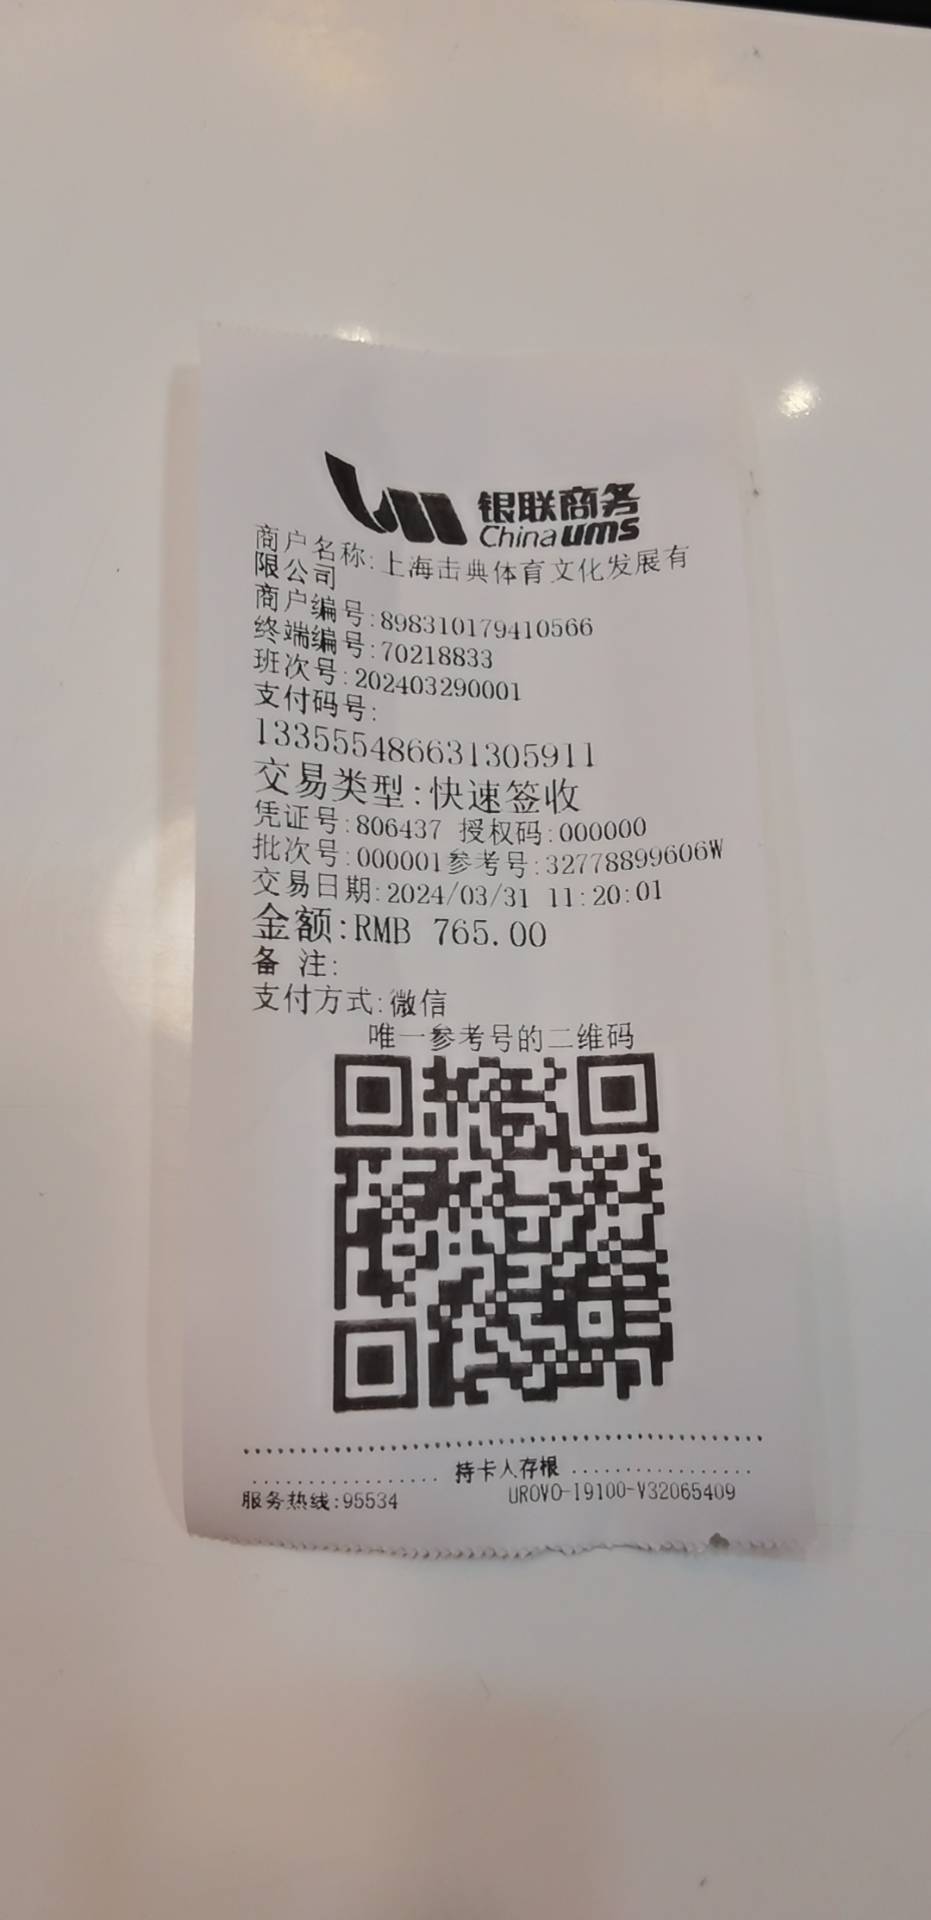 银联商务
China ums
商户名称:上海击典体育文化发展有
限公司
商户编号:898310179410566
终端编号:70218833
班次号:202403290001
支付码号:
133555486631305911
交易类型:快速签收
凭证号:806437 授权码:000000
批次号:000001参考号:32778899606W
交易日期:2024/03/31 11:20:01
金额:RMB 765.00
备 注:
支付方式:微信
唯一参考号的二维码
持卡人存根
服务热线:95534 UROVO-I9100-V32065409